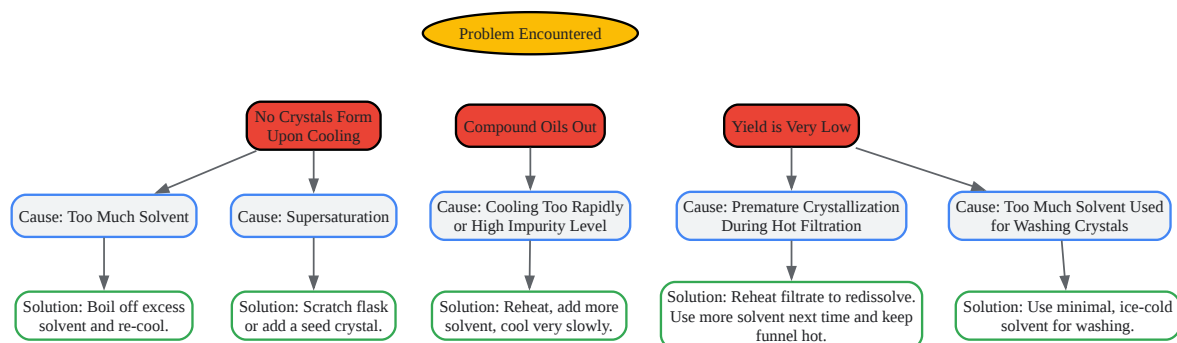 Problem Encountered
No Crystals Form
Upon Cooling
Compound Oils Out
Yield is Very Low
Cause: Too Much Solvent
Cause: Supersaturation
Cause: Cooling Too Rapidly
or High Impurity Level
Cause: Premature Crystallization
During Hot Filtration
Cause: Too Much Solvent Used
for Washing Crystals
Solution: Boil off excess
solvent and re-cool.
Solution: Scratch flask
or add a seed crystal.
Solution: Reheat, add more
solvent, cool very slowly.
Solution: Reheat filtrate to redissolve.
Use more solvent next time and keep
funnel hot.
Solution: Use minimal, ice-cold
solvent for washing.